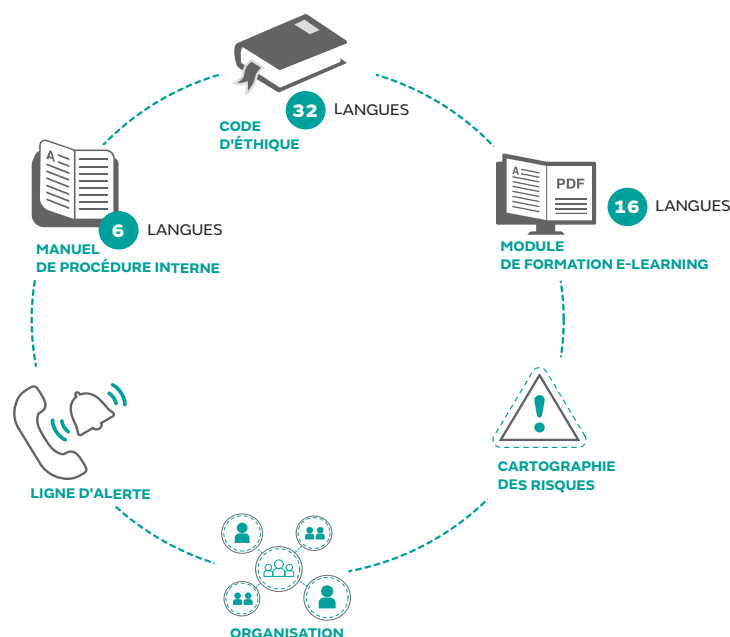 32 LANGUES
CODE
D'ÉTHIQUE
A
6 LANGUES
MANUEL
DE PROCÉDURE INTERNE
A
PDF
16 LANGUES
MODULE
DE FORMATION E-LEARNING
!
CARTOGRAPHIE
DES RISQUES
LIGNE D'ALERTE
ORGANISATION